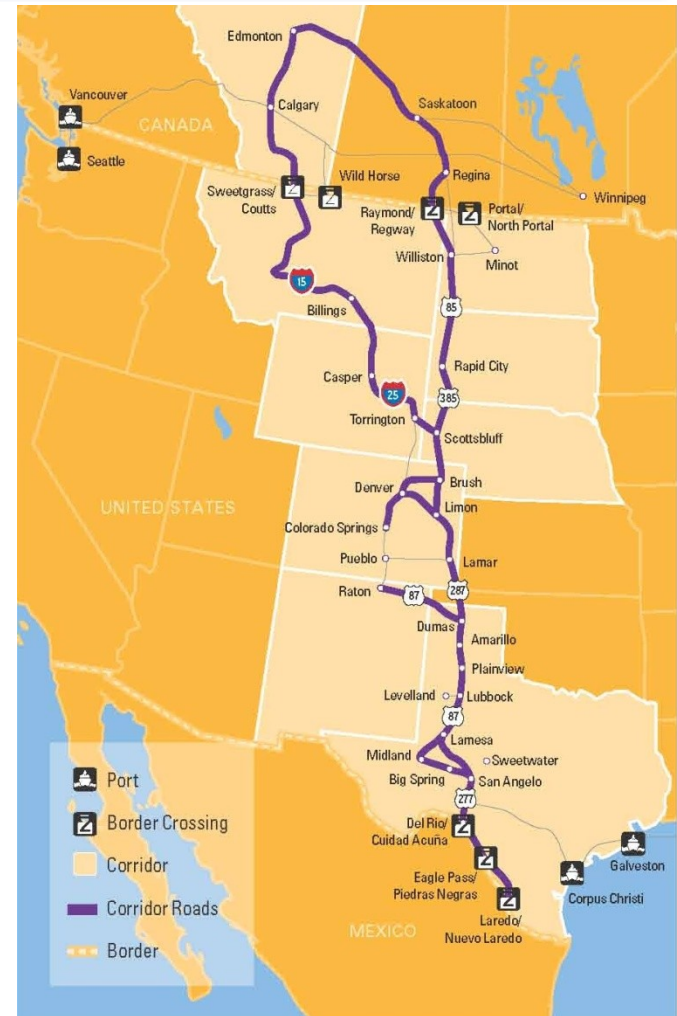 Edmonton
Vancouver
Calgary
Saskatoon
CANADA
Seattle
Regina
Wild Horse
Sweetgrass/
Coutts
Winnipeg
Raymond/
Regway
Portal/
North Portal
Williston
Minot
15
Billings
85
Rapid City
Casper
25
385
Torrington
Scottsbluff
Denver
Brush
UNITED STATES
Limon
Colorado Springs
Pueblo
Lamar
Raton
87
287
Dumas
Amarillo
Plainview
Levelland
Lubbock
87
Lamesa
Midland
Sweetwater
Big Spring
San Angelo
277
Del Rio/
Cuidad Acuña
Galveston
Eagle Pass/
Piedras Negras
Corpus Christi
Laredo/
Nuevo Laredo
MEXICO
Port
Border Crossing
Corridor
Corridor Roads
Border